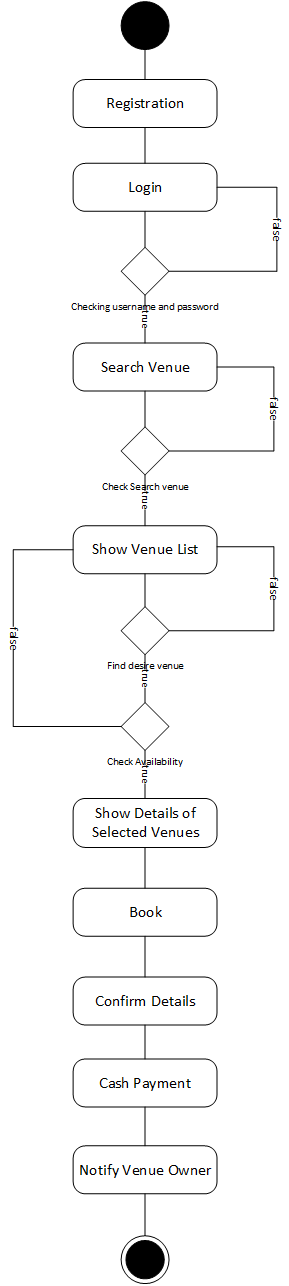 Registration
Login
false
Checking username and password
true
Search Venue
false
Check Search venue
true
Show Venue List
false
false
Find desire venue
true
Check Availability
true
Show Details of
Selected Venues
Book
Confirm Details
Cash Payment
Notify Venue Owner